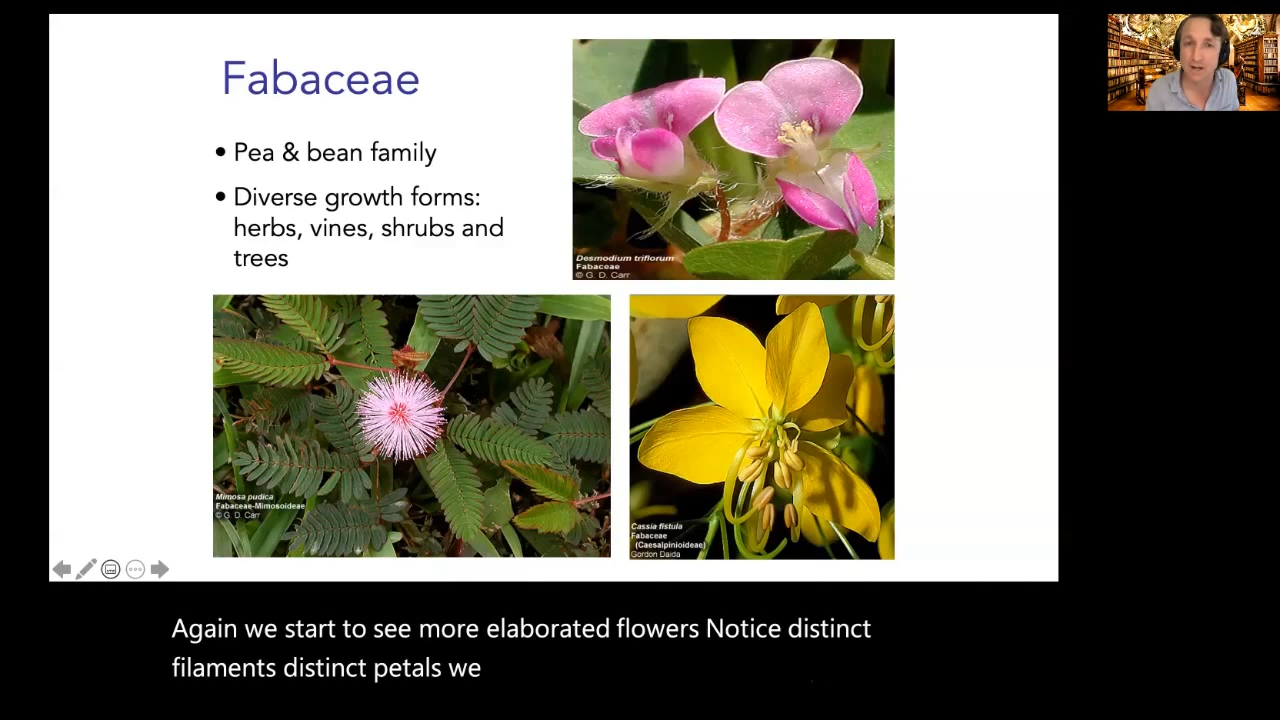 Fabaceae
• Pea & bean family
• Diverse growth forms:
herbs, vines, shrubs and
trees
Desmodium triflorum
Fabaceae
© G. D. Carr
Mimosa pudica
Fabaceae-Mimosoideae
© G. D. Carr
Cassia fistula
Fabaceae
(Caesalpinioideae)
Gordon Daida
Again we start to see more elaborated flowers Notice distinct
filaments distinct petals we